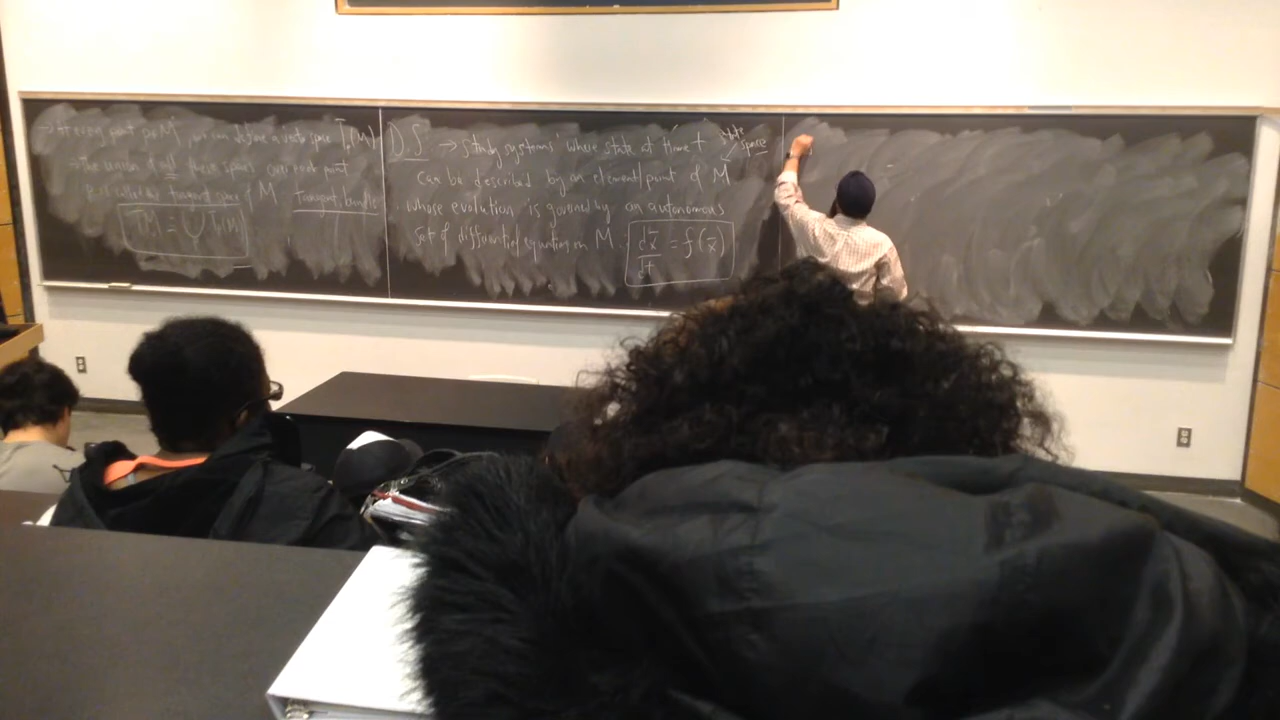 → At every point p ∈ M, we can define a vector space Tₚ(M)
→ The union of all these spaces over each point
is called the tangent space of M Tangent bundle
TM = ∪ Tₚ(M)
D.S: → Study systems whose state at time t
state space
can be described by an element/point of M
whose evolution is governed by an autonomous
set of differential equations on M.
dx̄/dt = f(x̄)